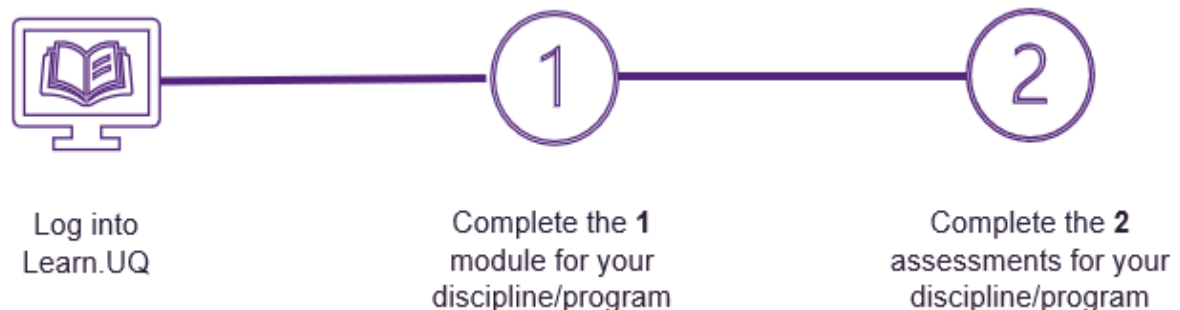 1
2
Log into
Learn.UQ
Complete the 1
module for your
discipline/program
Complete the 2
assessments for your
discipline/program